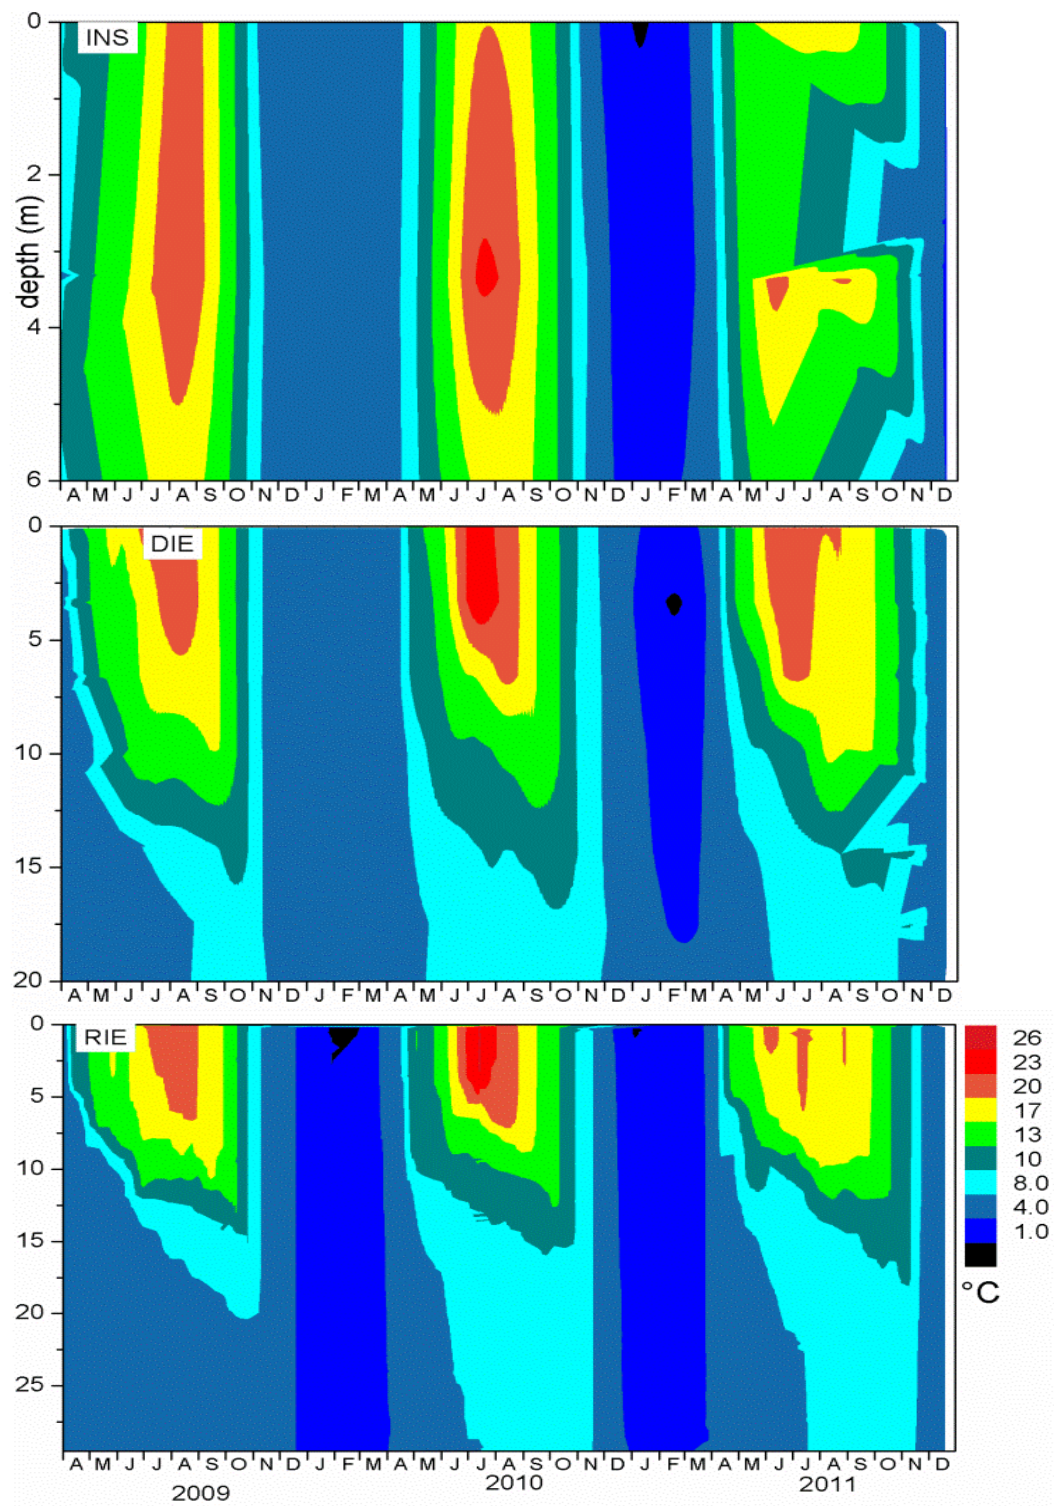 INS
0
2
4
6
depth (m)
A M J J A S O N D J F M A M J J A S O N D J F M A M J J A S O N D
DIE
0
5
10
15
20
A M J J A S O N D J F M A M J J A S O N D J F M A M J J A S O N D
RIE
0
5
10
15
20
25
26
23
20
17
13
10
8.0
4.0
1.0
°C
A M J J A S O N D J F M A M J J A S O N D J F M A M J J A S O N D
2009 2010 2011